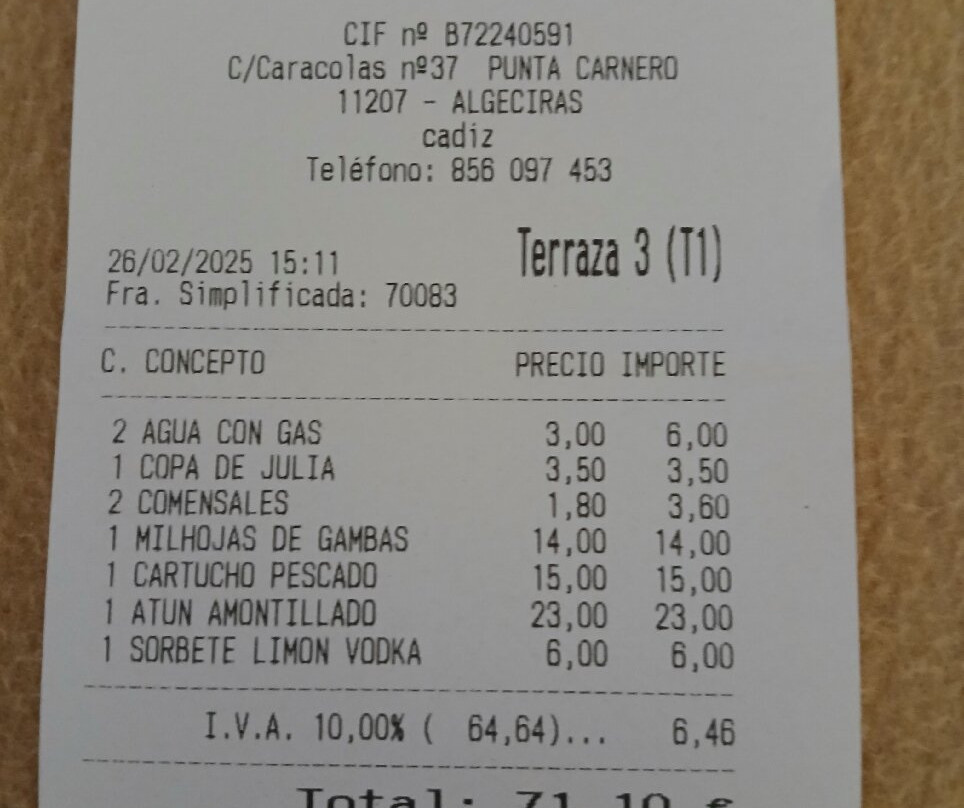 CIF nº B72240591
C/Caracolas nº37 PUNTA CARNERO
11207 - ALGECIRAS
cadiz
Teléfono: 856 097 453
Terraza 3 (T1)
26/02/2025 15:11
Fra. Simplificada: 70083
C. CONCEPTO PRECIO IMPORTE
2 AGUA CON GAS 3,00 6,00
1 COPA DE JULIA 3,50 3,50
2 COMENSALES 1,80 3,60
1 MILHOJAS DE GAMBAS 14,00 14,00
1 CARTUCHO PESCADO 15,00 15,00
1 ATUN AMONTILLADO 23,00 23,00
1 SORBETE LIMON VODKA 6,00 6,00
I.V.A. 10,00% ( 64,64)... 6,46
Total: 71,10 €